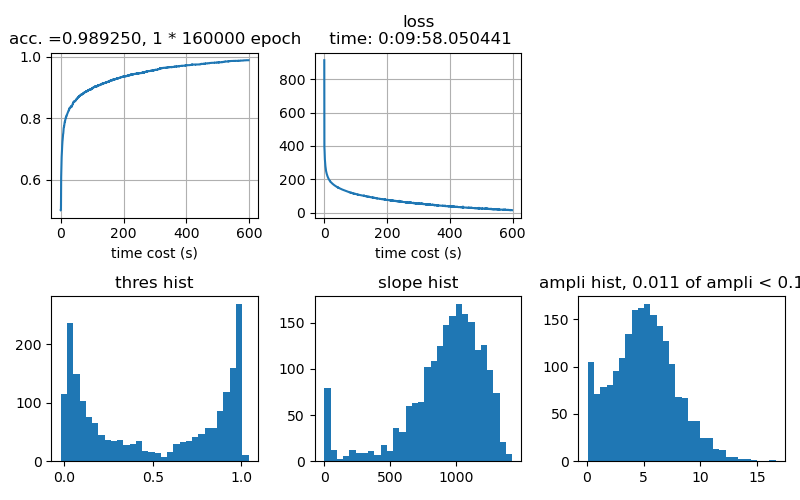 acc. =0.989250, 1 * 160000 epoch
1.0
0.8
0.6
0 200 400 600
time cost (s)
loss
time: 0:09:58.050441
800
600
400
200
0
0 200 400 600
time cost (s)
thres hist
200
100
0
0.0 0.5 1.0
slope hist
150
100
50
0
0 500 1000
ampli hist, 0.011 of ampli < 0.1
150
100
50
0
0 5 10 15